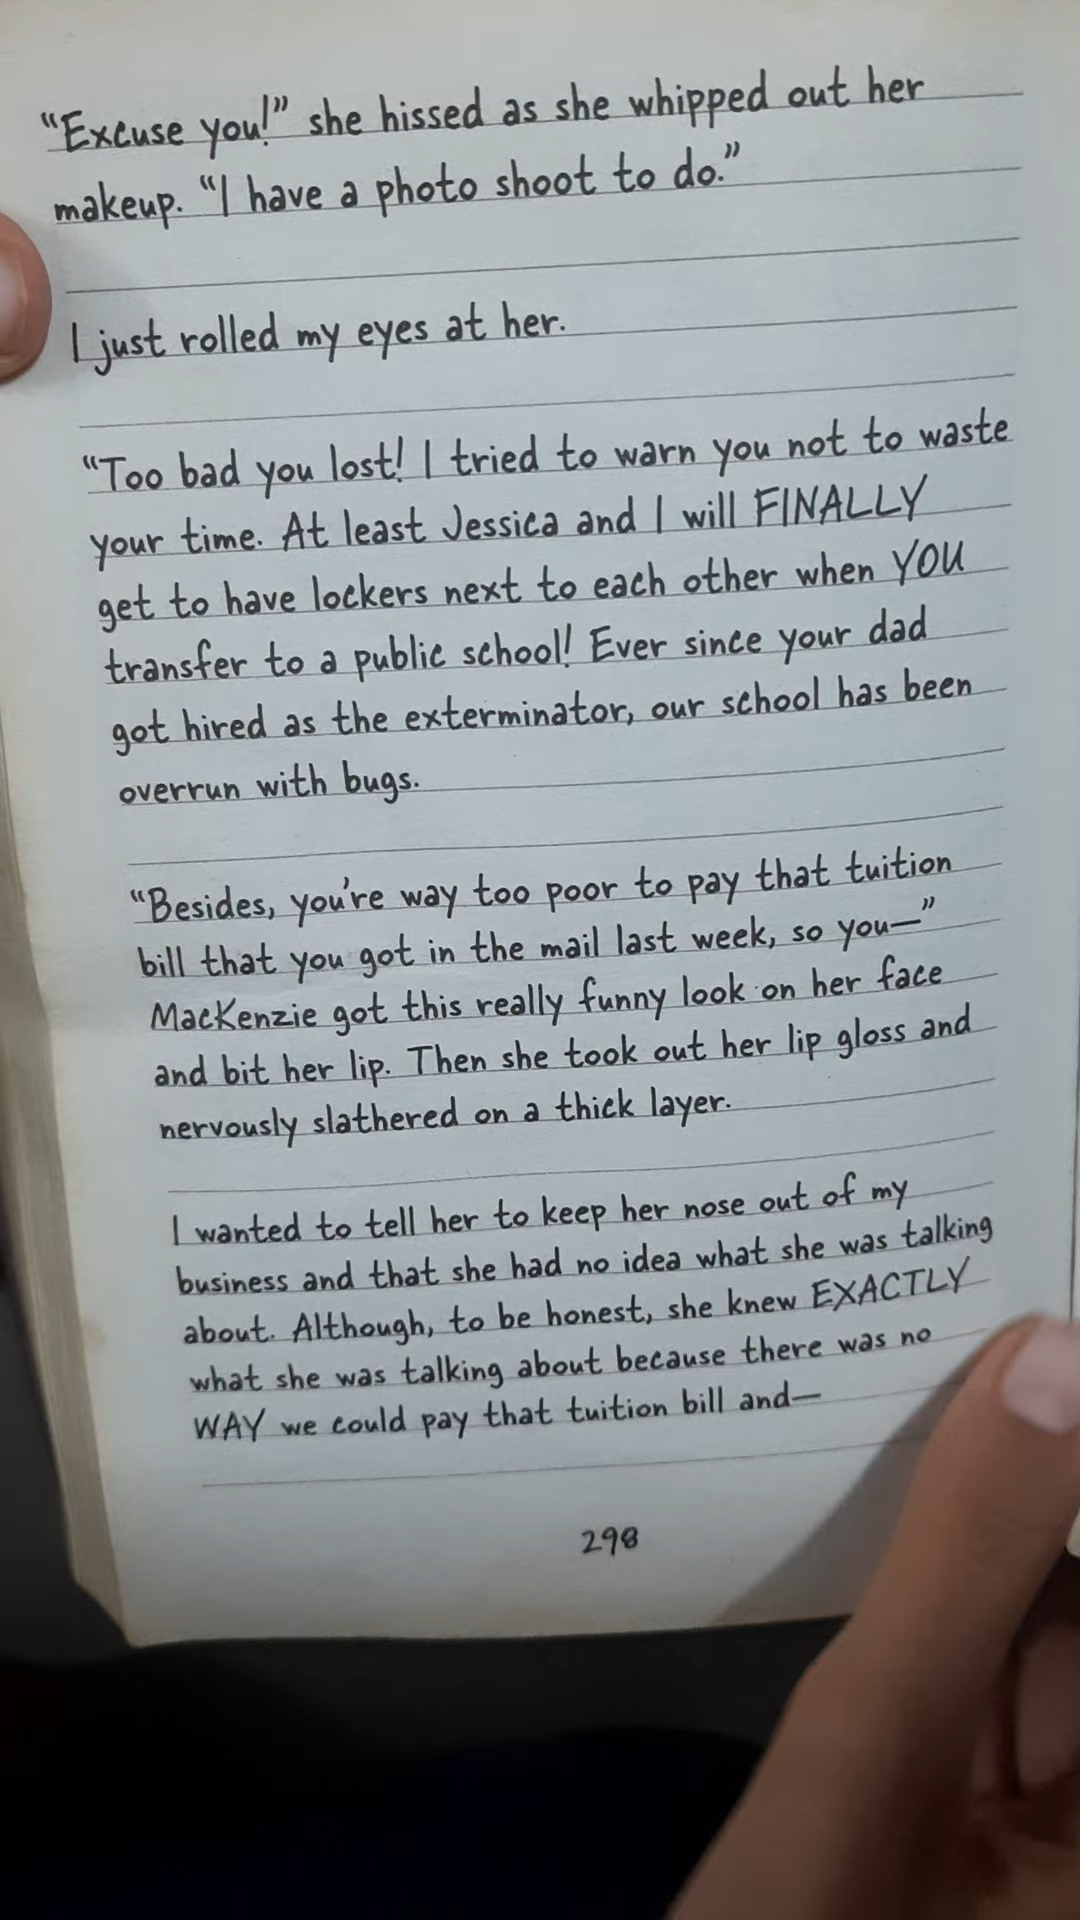 “Excuse you!” she hissed as she whipped out her
makeup. “I have a photo shoot to do.”
I just rolled my eyes at her.
“Too bad you lost! I tried to warn you not to waste
your time. At least Jessica and I will FINALLY
get to have lockers next to each other when YOU
transfer to a public school! Ever since your dad
got hired as the exterminator, our school has been
overrun with bugs.
“Besides, you’re way too poor to pay that tuition
bill that you got in the mail last week, so you—”
MacKenzie got this really funny look on her face
and bit her lip. Then she took out her lip gloss and
nervously slathered on a thick layer.
I wanted to tell her to keep her nose out of my
business and that she had no idea what she was talking
about. Although, to be honest, she knew EXACTLY
what she was talking about because there was no
WAY we could pay that tuition bill and—
298